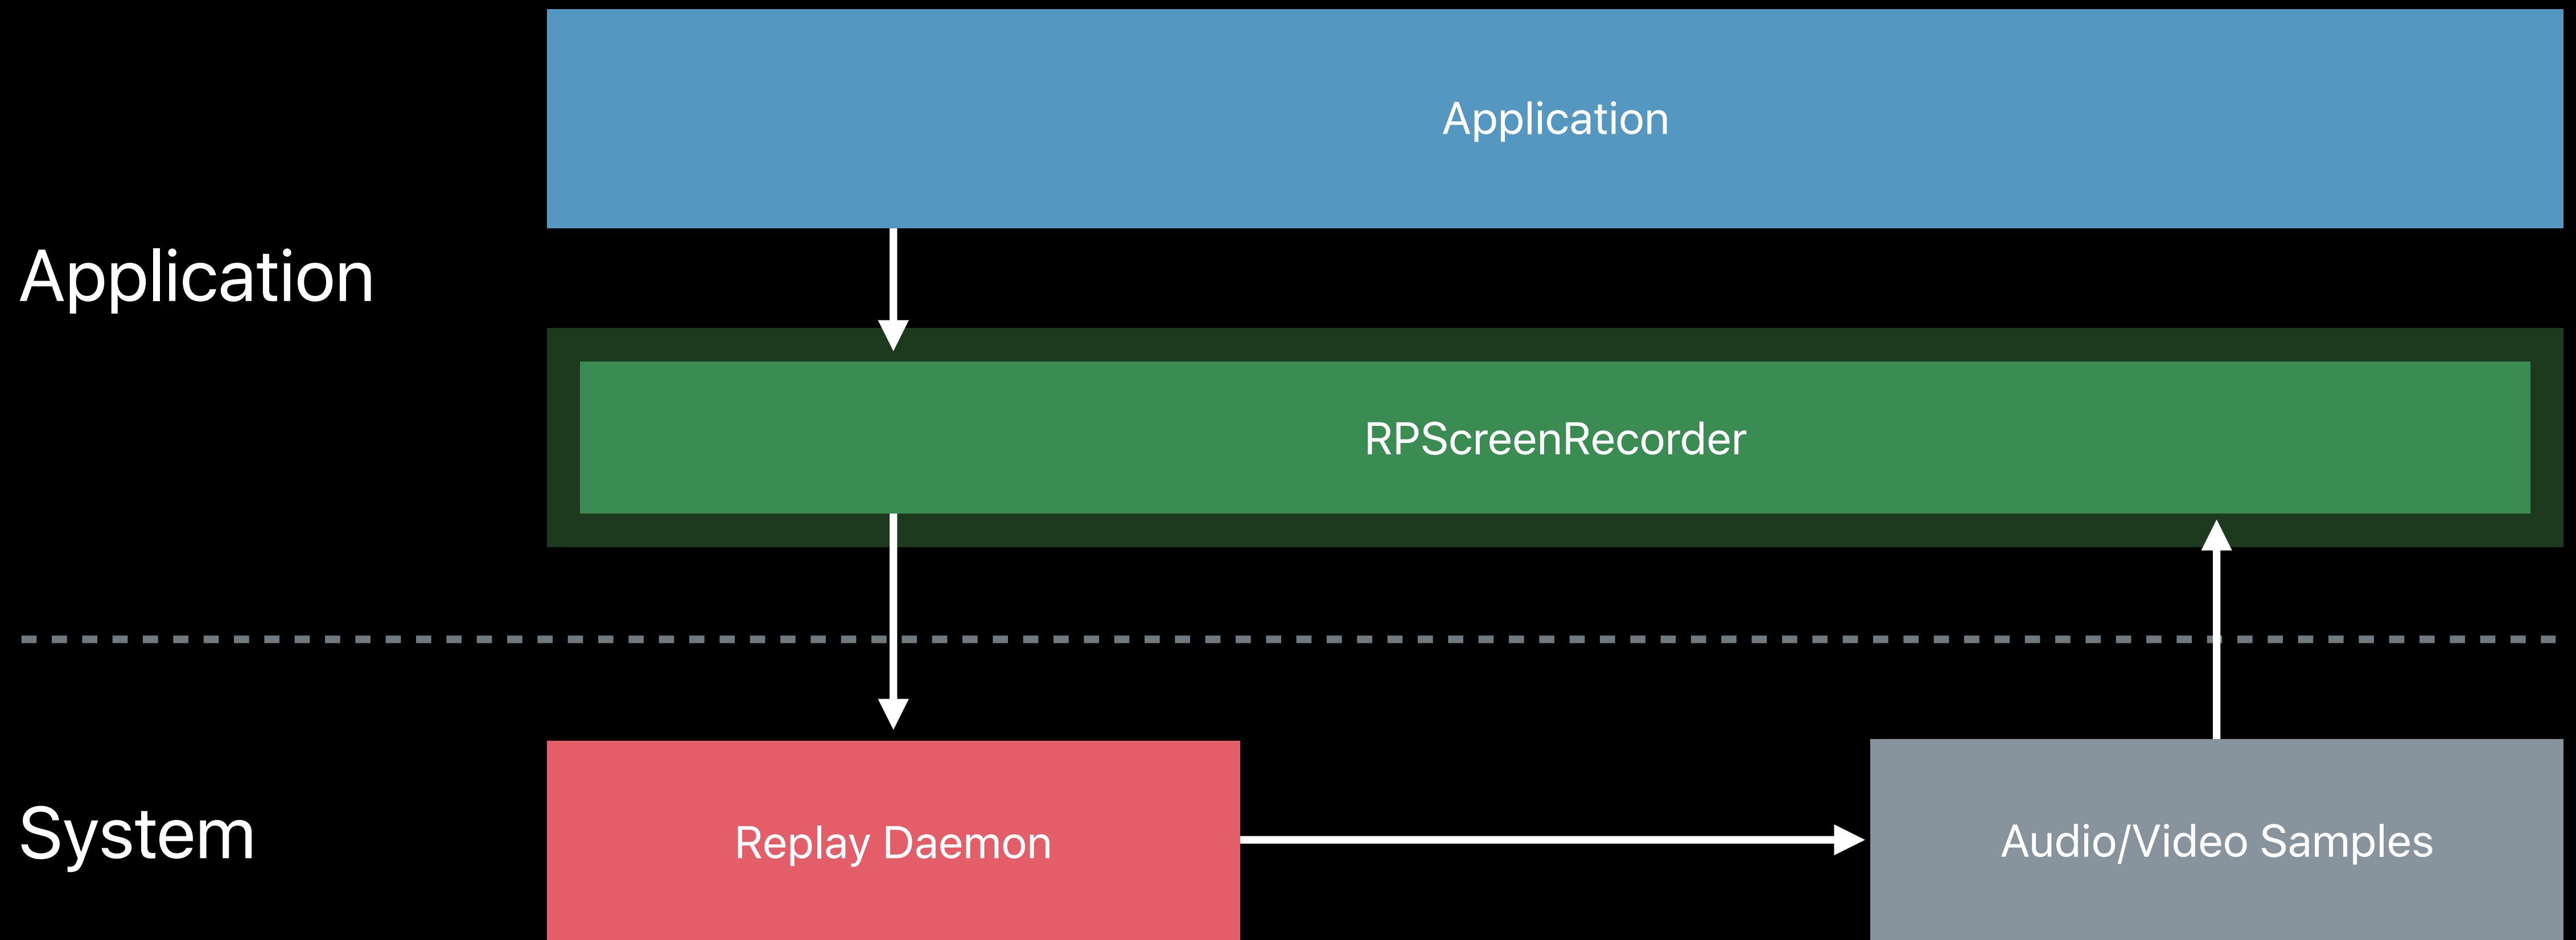 Application
Application
RPScreenRecorder
System
Replay Daemon
Audio/Video Samples